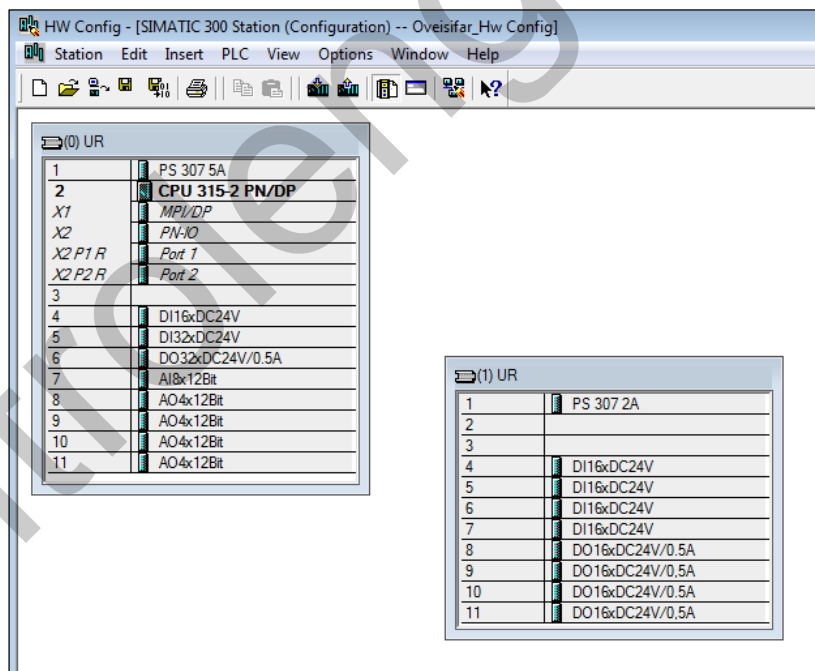 HW Config - [SIMATIC 300 Station (Configuration) -- Oveisifar_Hw Config]
Station Edit Insert PLC View Options Window Help
(0) UR
1 PS 307 5A
2 CPU 315-2 PN/DP
X1 MPI/DP
X2 PN-IO
X2 P1 R Port 1
X2 P2 R Port 2
3
4 DI16xDC24V
5 DI32xDC24V
6 DO32xDC24V/0.5A
7 AI8x12Bit
8 AO4x12Bit
9 AO4x12Bit
10 AO4x12Bit
11 AO4x12Bit
(1) UR
1 PS 307 2A
2
3
4 DI16xDC24V
5 DI16xDC24V
6 DI16xDC24V
7 DI16xDC24V
8 DO16xDC24V/0.5A
9 DO16xDC24V/0,5A
10 DO16xDC24V/0.5A
11 DO16xDC24V/0,5A